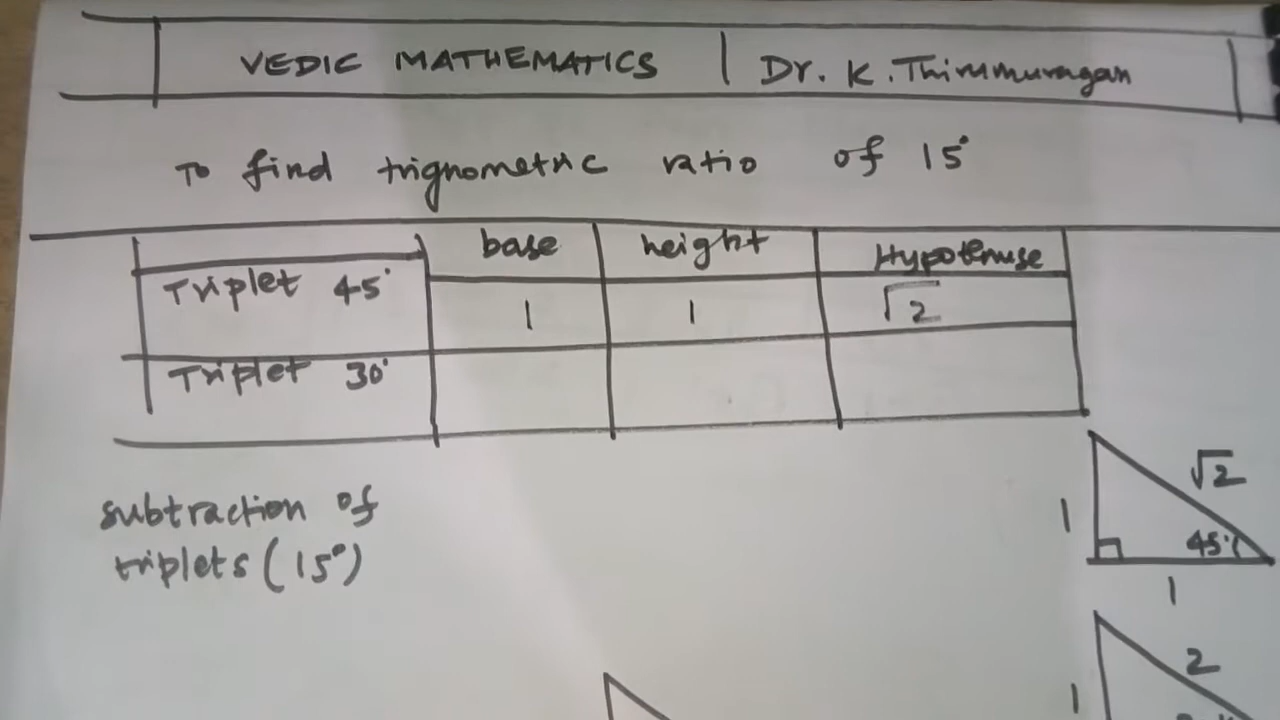 VEDIC MATHEMATICS | Dr. K. Thirumurugan
To find trignometric ratio of 15°
base height Hypotenuse
Triplet 45° 1 1 √2
Triplet 30°
subtraction of
triplets (15°)
√2
1
45°
1
2
1